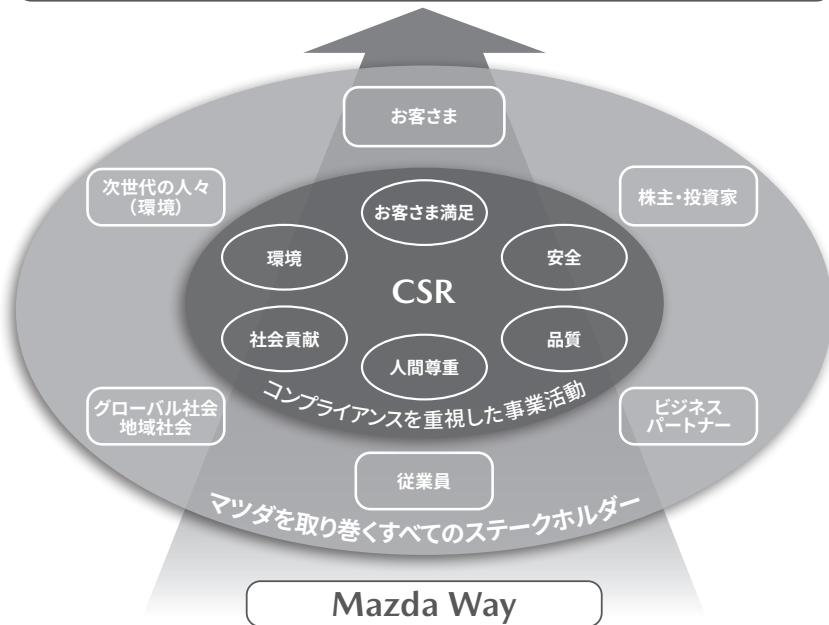 お客さま
次世代の人々
（環境）
株主・投資家
お客さま満足
環境
安全
CSR
社会貢献
品質
人間尊重
コンプライアンスを重視した事業活動
グローバル社会
地域社会
ビジネス
パートナー
従業員
マツダを取り巻くすべてのステークホルダー
Mazda Way